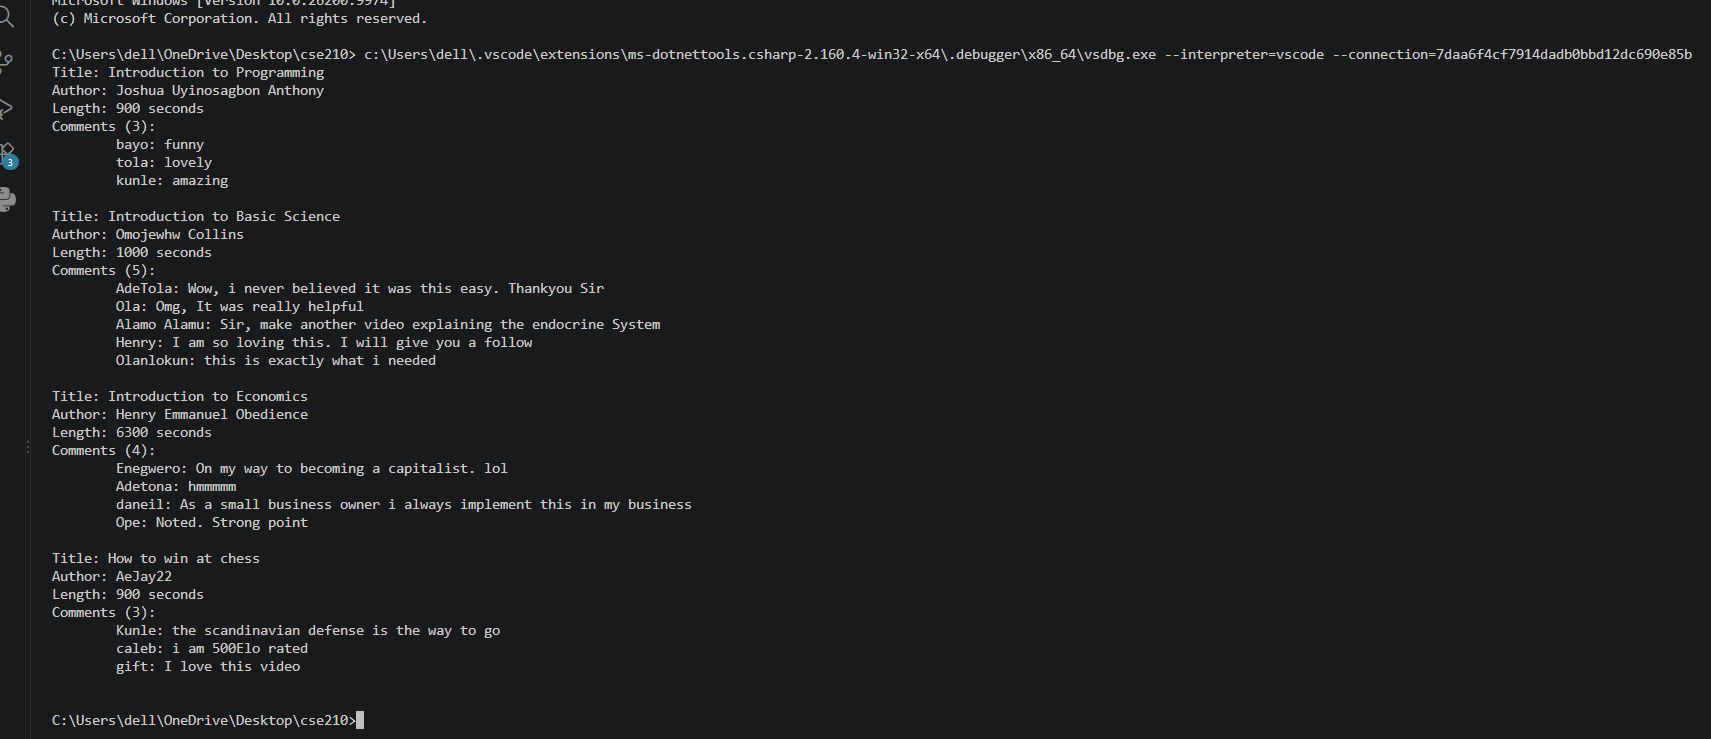 Microsoft Windows [Version 10.0.26200.9974]
(c) Microsoft Corporation. All rights reserved.
C:\Users\dell\OneDrive\Desktop\cse210> c:\Users\dell\.vscode\extensions\ms-dotnettools.csharp-2.160.4-win32-x64\.debugger\x86_64\vsdbg.exe --interpreter=vscode --connection=7daa6f4cf7914dadb0bbd12dc690e85b
Title: Introduction to Programming
Author: Joshua Uyinosagbon Anthony
Length: 900 seconds
Comments (3):
bayo: funny
tola: lovely
kunle: amazing
Title: Introduction to Basic Science
Author: Omojewhw Collins
Length: 1000 seconds
Comments (5):
AdeTola: Wow, i never believed it was this easy. Thankyou Sir
Ola: Omg, It was really helpful
Alamo Alamu: Sir, make another video explaining the endocrine System
Henry: I am so loving this. I will give you a follow
Olanlokun: this is exactly what i needed
Title: Introduction to Economics
Author: Henry Emmanuel Obedience
Length: 6300 seconds
Comments (4):
Enegwero: On my way to becoming a capitalist. lol
Adetona: hmmmmm
daneil: As a small business owner i always implement this in my business
Ope: Noted. Strong point
Title: How to win at chess
Author: AeJay22
Length: 900 seconds
Comments (3):
Kunle: the scandinavian defense is the way to go
caleb: i am 500Elo rated
gift: I love this video
C:\Users\dell\OneDrive\Desktop\cse210>
3